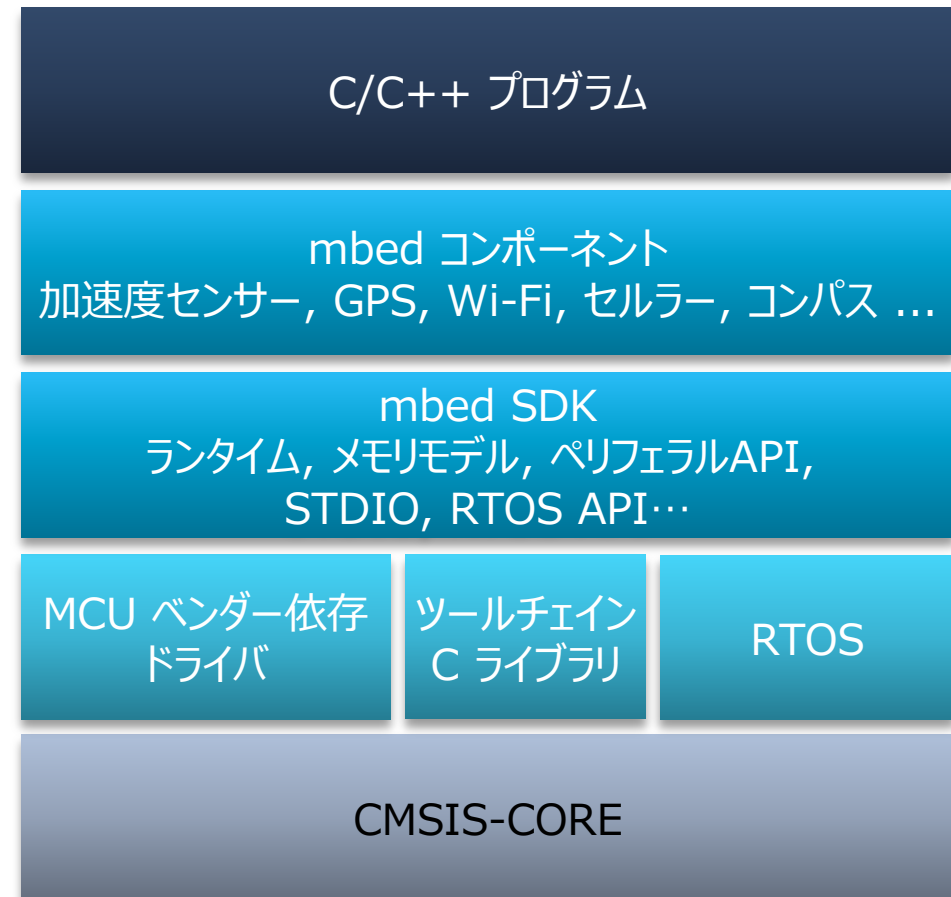 C/C++ プログラム
mbed コンポーネント
加速度センサー, GPS, Wi-Fi, セルラー, コンパス ...
mbed SDK
ランタイム, メモリモデル, ペリフェラルAPI,
STDIO, RTOS API…
MCU ベンダー依存
ドライバ
ツールチェイン
C ライブラリ
RTOS
CMSIS-CORE